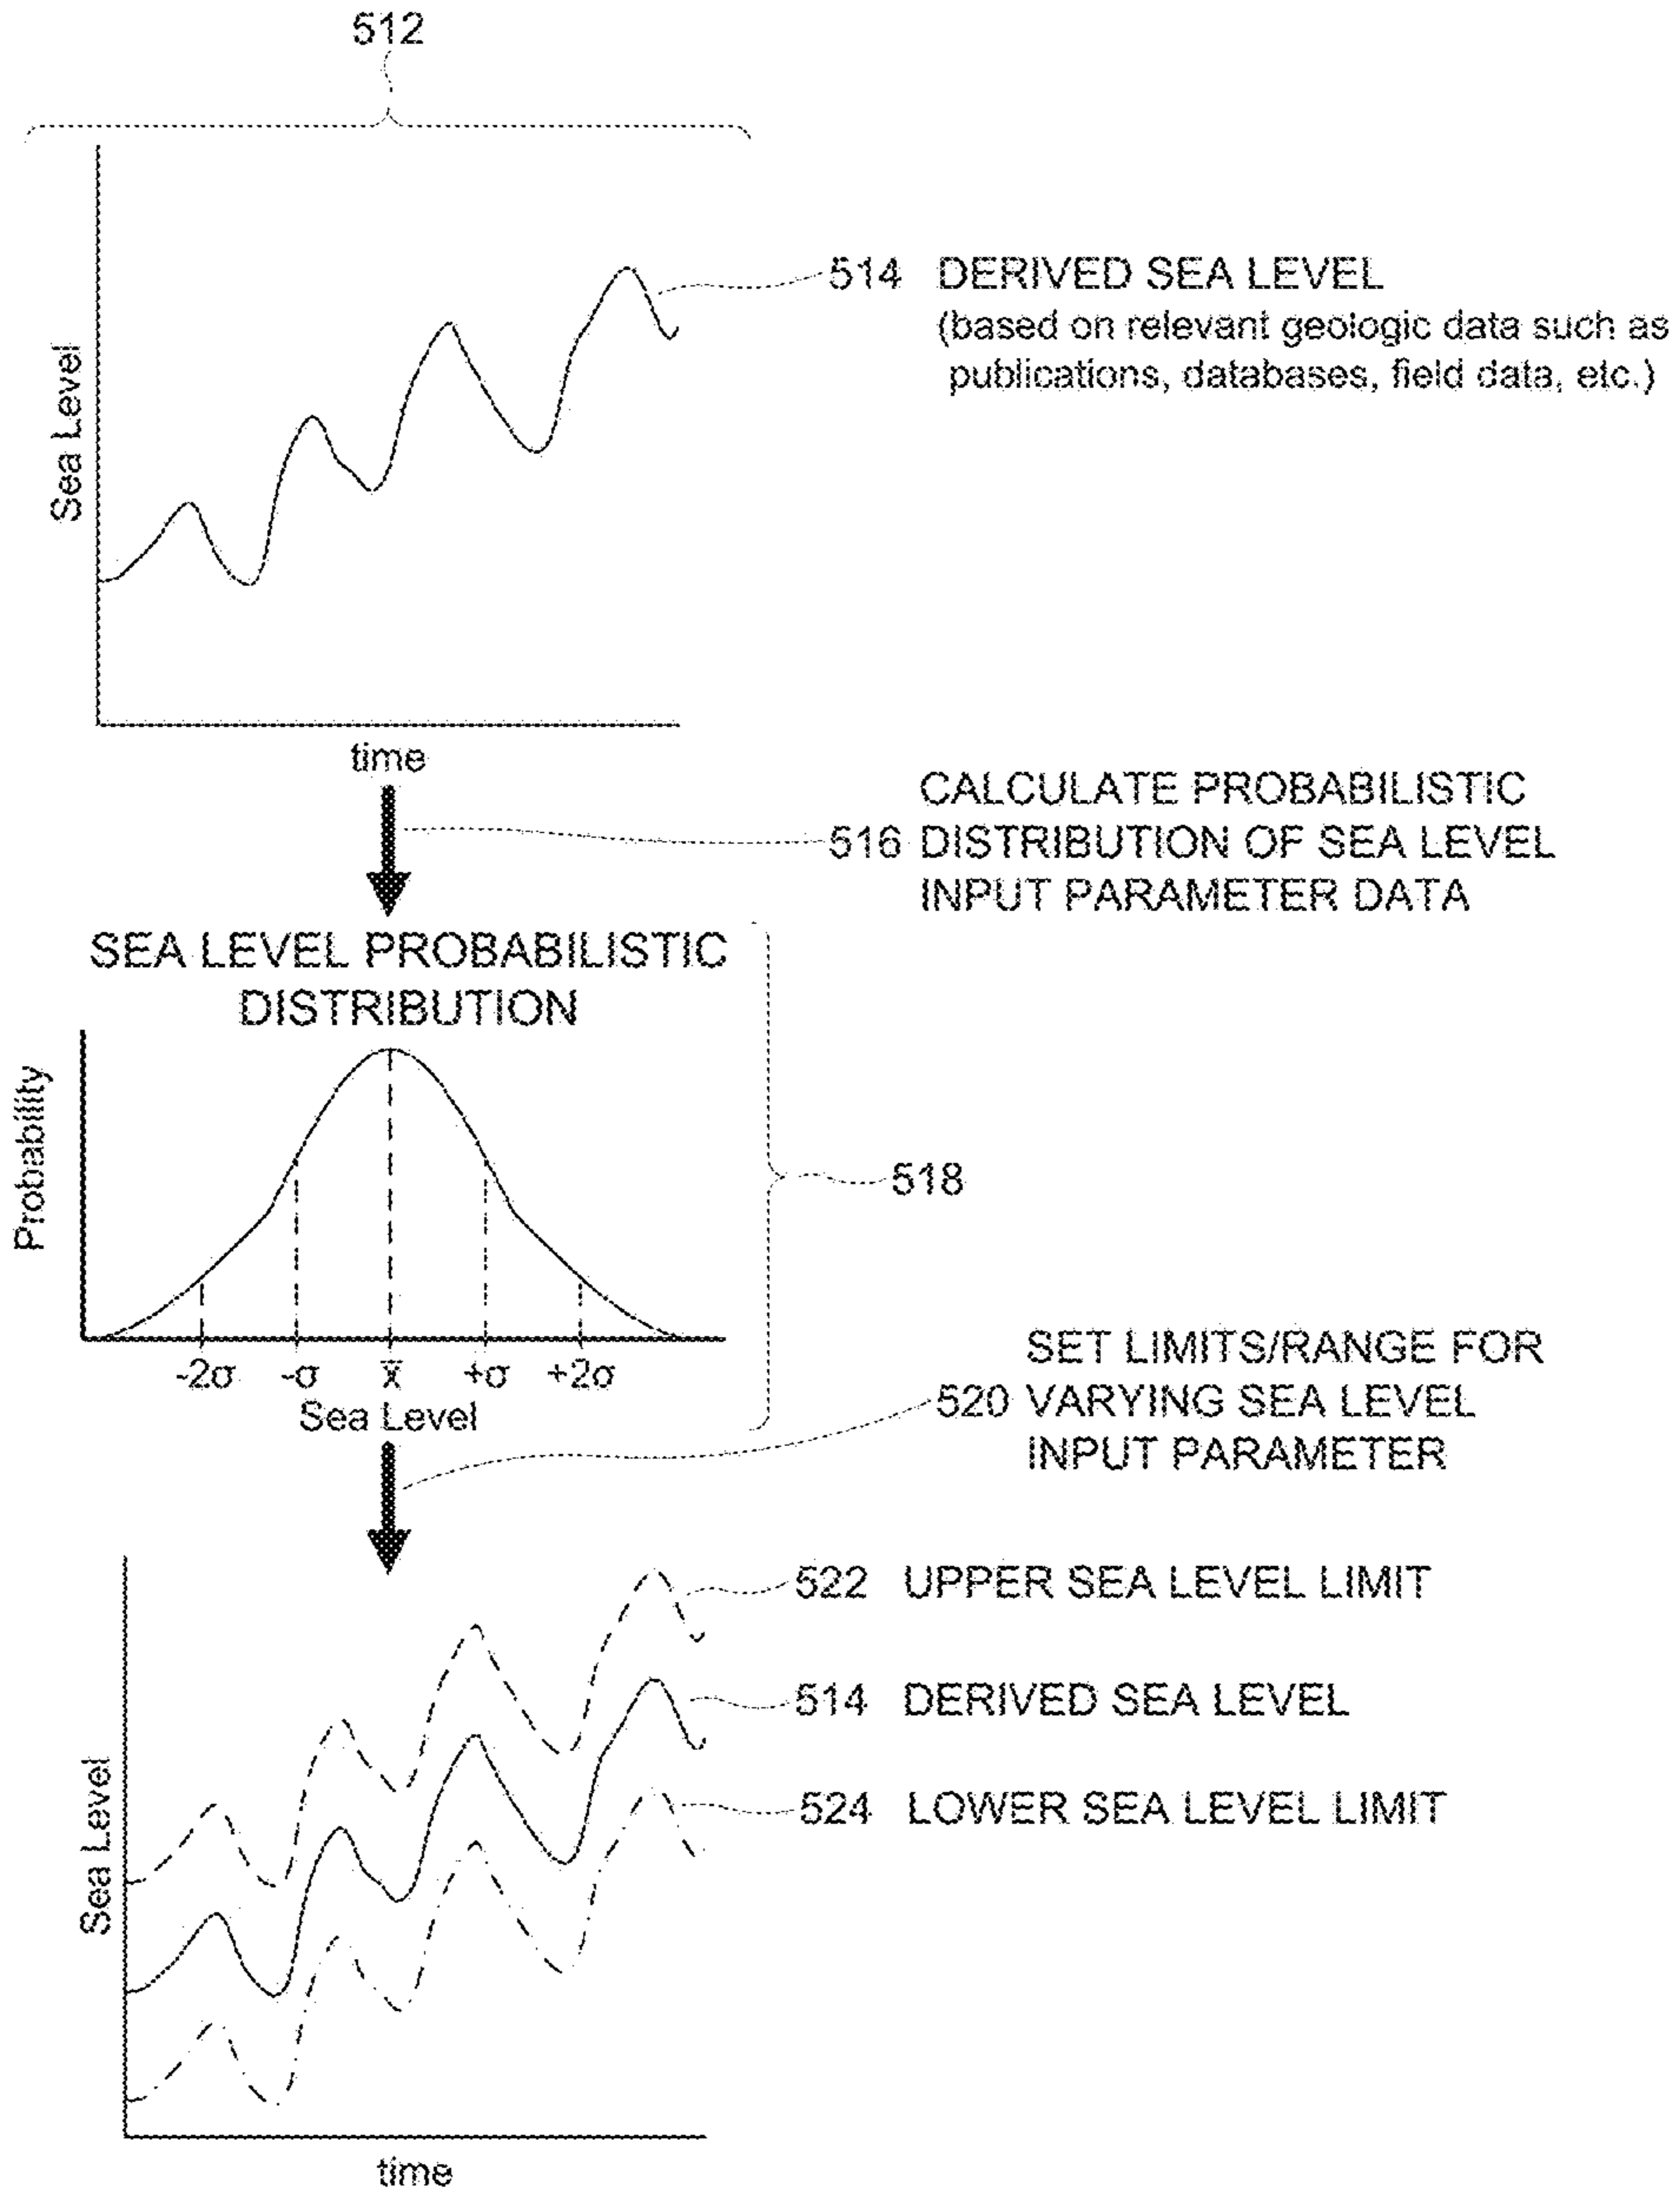 512
Sea Level
514 DERIVED SEA LEVEL
(based on relevant geologic data such as
publications, databases, field data, etc.)
time
CALCULATE PROBABILISTIC
516 DISTRIBUTION OF SEA LEVEL
INPUT PARAMETER DATA
SEA LEVEL PROBABILISTIC
DISTRIBUTION
Probability
518
-2σ -σ x̅ +σ +2σ
Sea Level
SET LIMITS/RANGE FOR
520 VARYING SEA LEVEL
INPUT PARAMETER
522 UPPER SEA LEVEL LIMIT
514 DERIVED SEA LEVEL
524 LOWER SEA LEVEL LIMIT
Sea Level
time